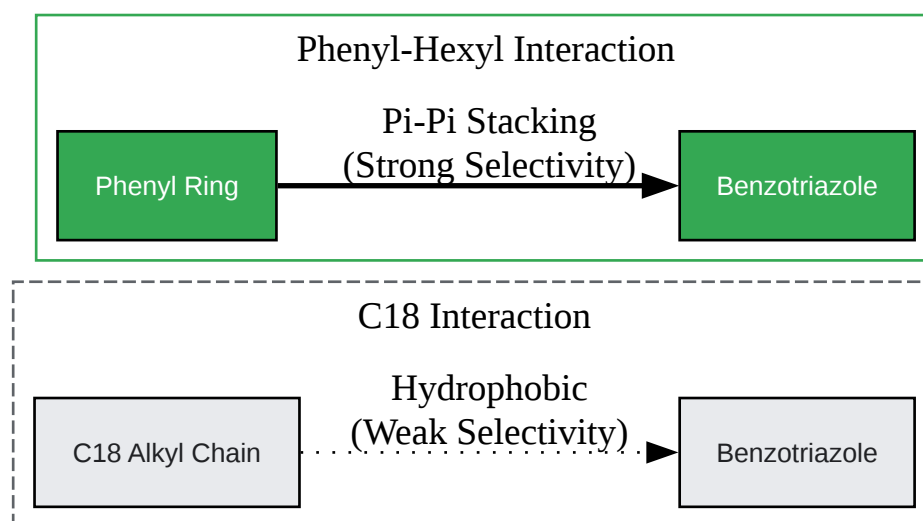 Phenyl-Hexyl Interaction
Pi-Pi Stacking
(Strong Selectivity)
Phenyl Ring
Benzotriazole
C18 Interaction
Hydrophobic
(Weak Selectivity)
C18 Alkyl Chain
Benzotriazole